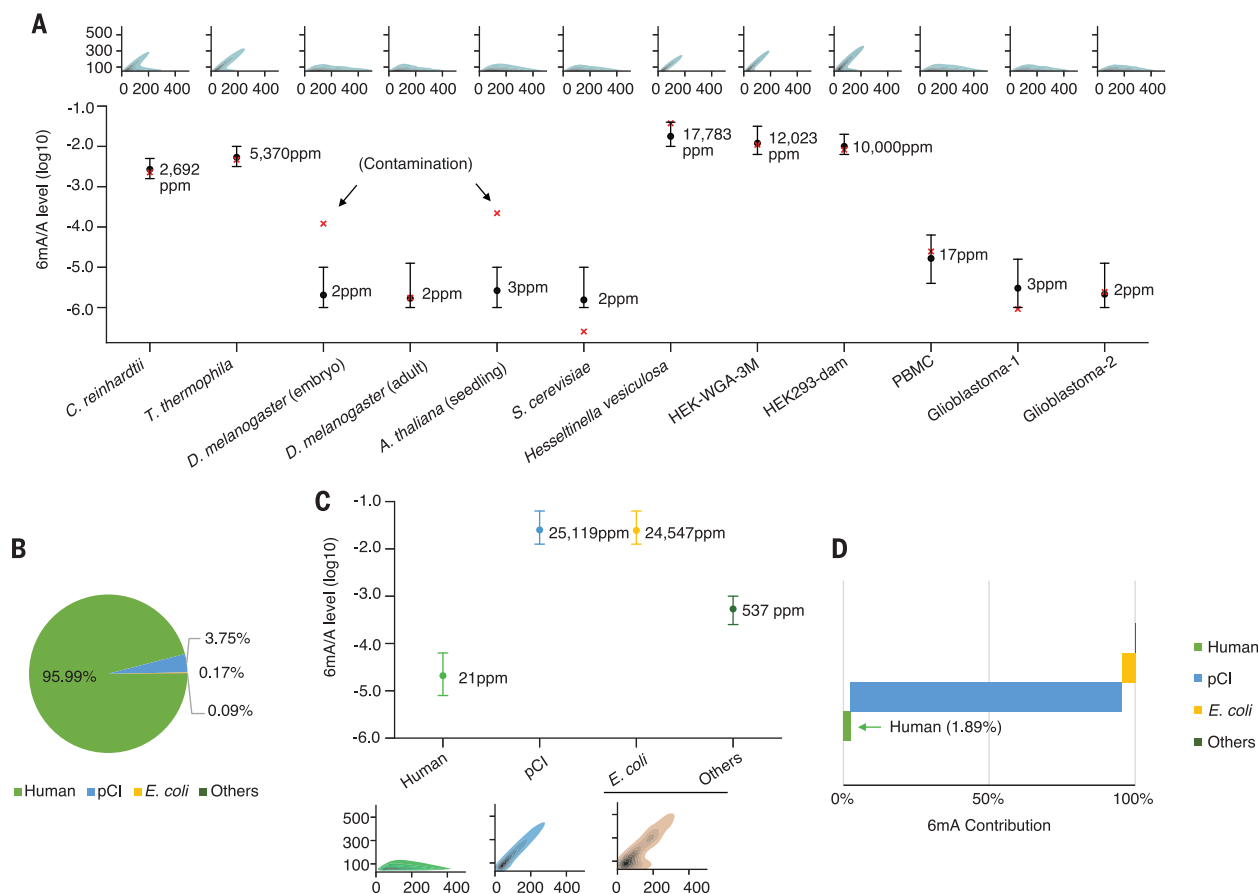 A
500
300
100
0 200 400
0 200 400
0 200 400
0 200 400
0 200 400
0 200 400
0 200 400
0 200 400
0 200 400
0 200 400
0 200 400
0 200 400
6mA/A level (log10)
-1.0
-2.0
-3.0
-4.0
-5.0
-6.0
2,692
ppm
5,370ppm
(Contamination)
2ppm
2ppm
3ppm
2ppm
17,783
ppm
12,023
ppm
10,000ppm
17ppm
3ppm
2ppm
C. reinhardtii
T. thermophila
D. melanogaster (embryo)
D. melanogaster (adult)
A. thaliana (seedling)
S. cerevisiae
Hesseltinella vesiculosa
HEK-WGA-3M
HEK293-dam
PBMC
Glioblastoma-1
Glioblastoma-2
B
95.99%
3.75%
0.17%
0.09%
Human pCI E. coli Others
C
6mA/A level (log10)
-1.0
-2.0
-3.0
-4.0
-5.0
-6.0
21ppm
25,119ppm
24,547ppm
537 ppm
Human
pCI
E. coli
Others
500
300
100
0 200 400
0 200 400
0 200 400
D
Human (1.89%)
0% 50% 100%
6mA Contribution
Human
pCI
E. coli
Others